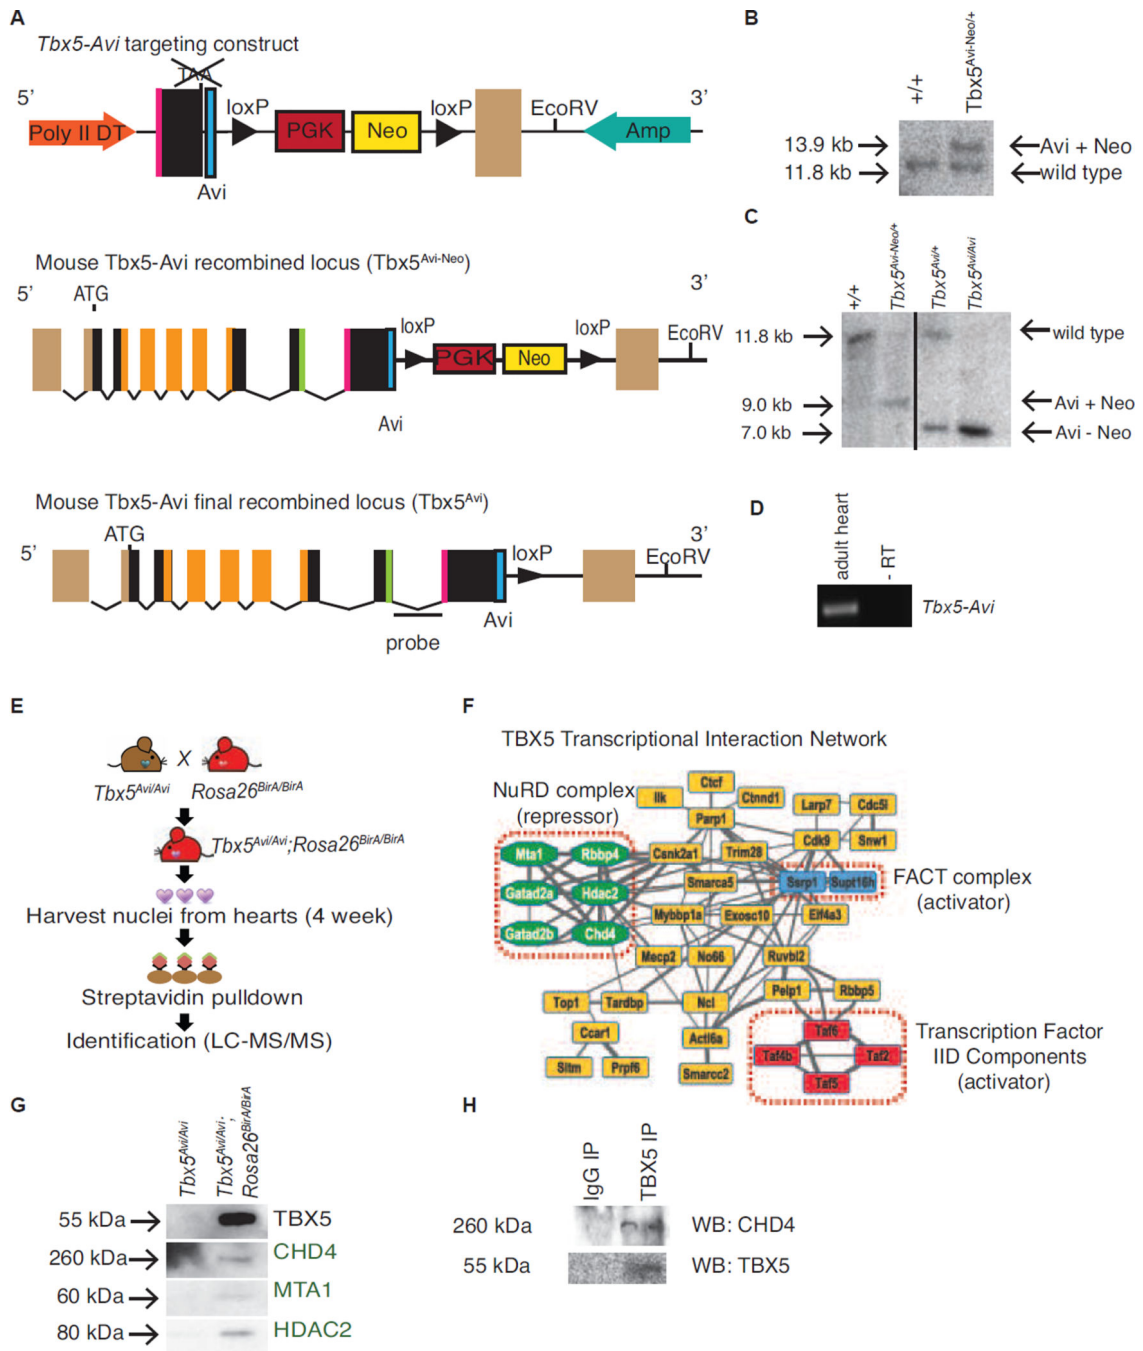 A
Tbx5-Avi targeting construct
TAA
5’
3’
loxP
loxP
EcoRV
Poly II DT
PGK
Neo
Amp
Avi
Mouse Tbx5-Avi recombined locus (Tbx5Avi-Neo)
5’
3’
ATG
loxP
loxP
EcoRV
PGK
Neo
Avi
Mouse Tbx5-Avi final recombined locus (Tbx5Avi)
5’
3’
ATG
loxP
EcoRV
Avi
probe
B
+/+
Tbx5Avi-Neo/+
13.9 kb
Avi + Neo
11.8 kb
wild type
C
+/+
Tbx5Avi-Neo/+
Tbx5Avi/+
Tbx5Avi/Avi
11.8 kb
wild type
9.0 kb
Avi + Neo
7.0 kb
Avi - Neo
D
adult heart
- RT
Tbx5-Avi
E
X
Tbx5Avi/Avi
Rosa26BirA/BirA
Tbx5Avi/Avi;Rosa26BirA/BirA
Harvest nuclei from hearts (4 week)
Streptavidin pulldown
Identification (LC-MS/MS)
F
TBX5 Transcriptional Interaction Network
NuRD complex
(repressor)
Ctcf
Ilk
Ctnnd1
Larp7
Cdc5l
Parp1
Cdk9
Snw1
Mta1
Rbbp4
Csnk2a1
Trim28
Gatad2a
Hdac2
Smarca5
Ssrp1
Supt16h
FACT complex
(activator)
Gatad2b
Chd4
Mybbp1a
Exosc10
Eif4a3
Mecp2
No66
Ruvbl2
Top1
Tardbp
Ncl
Pelp1
Rbbp5
Ccar1
Actl6a
Taf6
Sltm
Prpf6
Smarcc2
Taf4b
Taf2
Taf5
Transcription Factor
IID Components
(activator)
G
Tbx5Avi/Avi
Tbx5Avi/Avi;
Rosa26BirA/BirA
55 kDa
TBX5
260 kDa
CHD4
60 kDa
MTA1
80 kDa
HDAC2
H
IgG IP
TBX5 IP
260 kDa
WB: CHD4
55 kDa
WB: TBX5